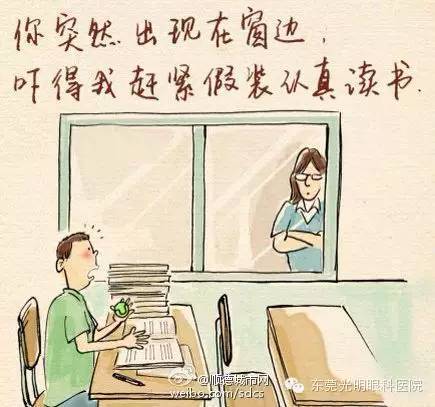 你突然出现在窗边，
吓得我赶紧假装认真读书.
@顺德城市网
weibo.com/sdcs
东莞光明眼科医院